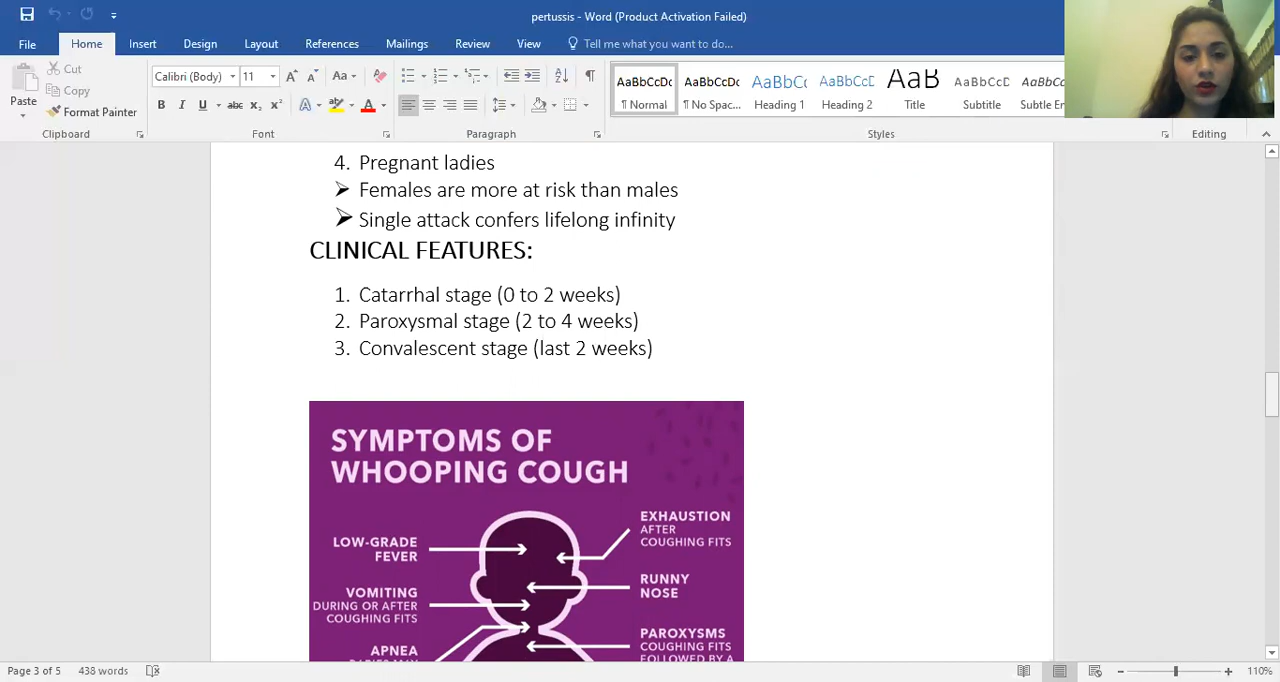 pertussis - Word (Product Activation Failed)
File Home Insert Design Layout References Mailings Review View Tell me what you want to do...
Paste
Cut
Copy
Format Painter
Clipboard
Calibri (Body) 11
Font
Paragraph
AaBbCcDc AaBbCcDc AaBbC AaBbCcE AaB AaBbCcDc AaBbCc
¶ Normal ¶ No Spac... Heading 1 Heading 2 Title Subtitle Subtle Em
Styles
Editing
4. Pregnant ladies
➢ Females are more at risk than males
➢ Single attack confers lifelong infinity
CLINICAL FEATURES:
1. Catarrhal stage (0 to 2 weeks)
2. Paroxysmal stage (2 to 4 weeks)
3. Convalescent stage (last 2 weeks)
SYMPTOMS OF
WHOOPING COUGH
LOW-GRADE
FEVER
VOMITING
DURING OR AFTER
COUGHING FITS
APNEA
EXHAUSTION
AFTER
COUGHING FITS
RUNNY
NOSE
PAROXYSMS
COUGHING FITS
FOLLOWED BY A
Page 3 of 5 438 words
110%